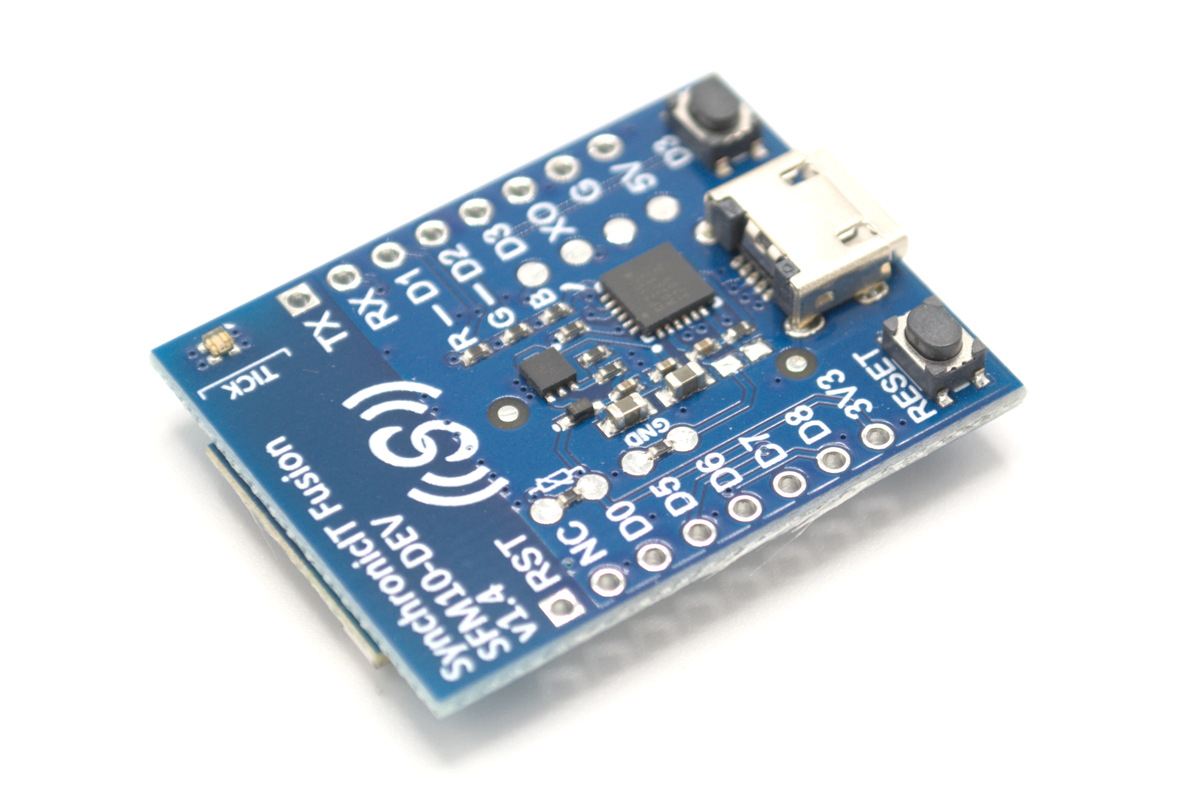 D3
5V
G
XO
D3
G — D2
R — D1
B
RX
TX
TICK
SynchronicIT Fusion
SFM10-DEV
v1.4
GND
RESET
3V3
D8
D7
D6
D5
D0
NC
RST